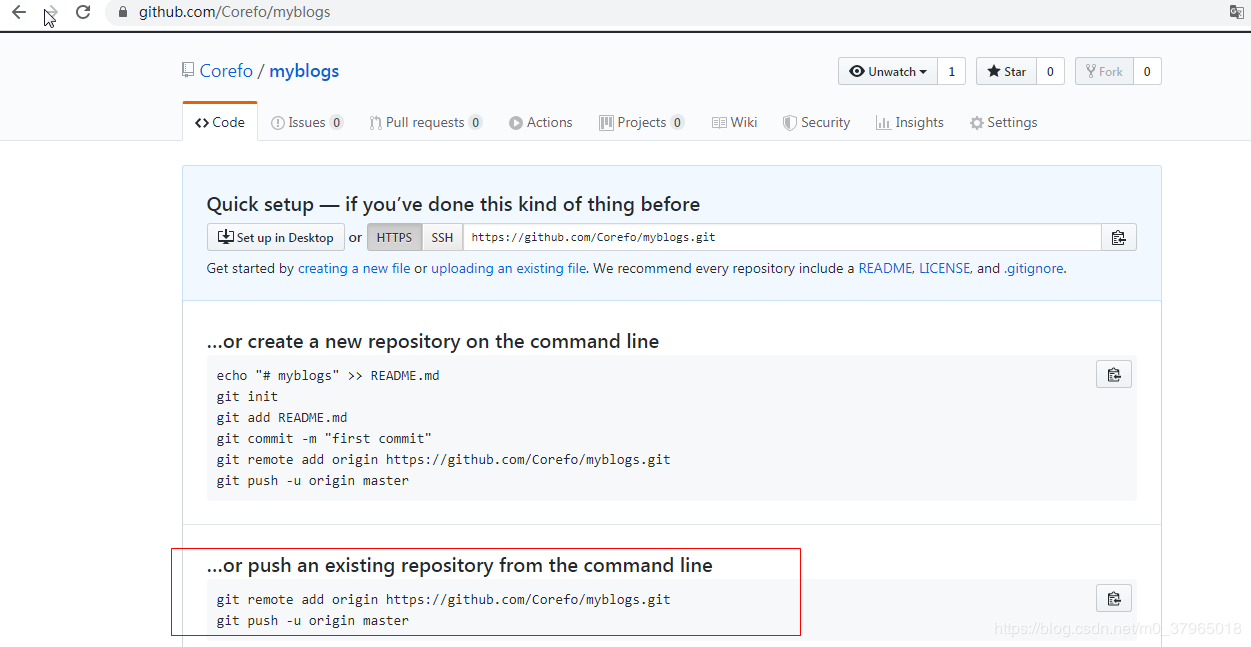 github.com/Corefo/myblogs
Corefo / myblogs
Unwatch 1 Star 0 Fork 0
Code Issues 0 Pull requests 0 Actions Projects 0 Wiki Security Insights Settings
Quick setup — if you’ve done this kind of thing before
Set up in Desktop or HTTPS SSH https://github.com/Corefo/myblogs.git
Get started by creating a new file or uploading an existing file. We recommend every repository include a README, LICENSE, and .gitignore.
…or create a new repository on the command line
echo "# myblogs" >> README.md
git init
git add README.md
git commit -m "first commit"
git remote add origin https://github.com/Corefo/myblogs.git
git push -u origin master
…or push an existing repository from the command line
git remote add origin https://github.com/Corefo/myblogs.git
git push -u origin master
https://blog.csdn.net/m0_37965018